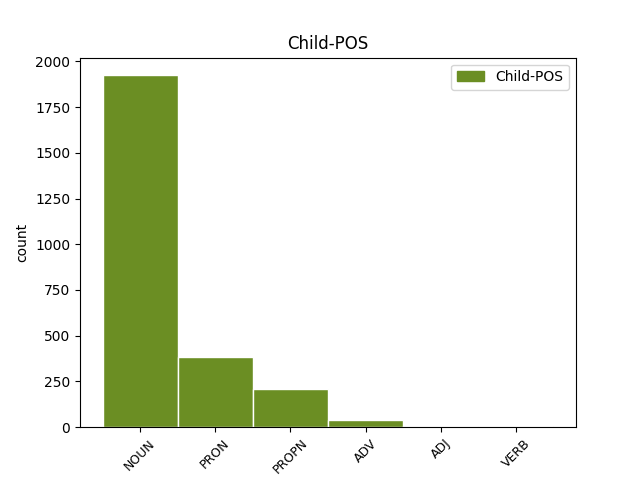 Child-POS
Child-POS
2000
1750
1500
1250
1000
750
500
250
0
count
NOUN
PRON
PROPN
ADV
ADJ
VERB